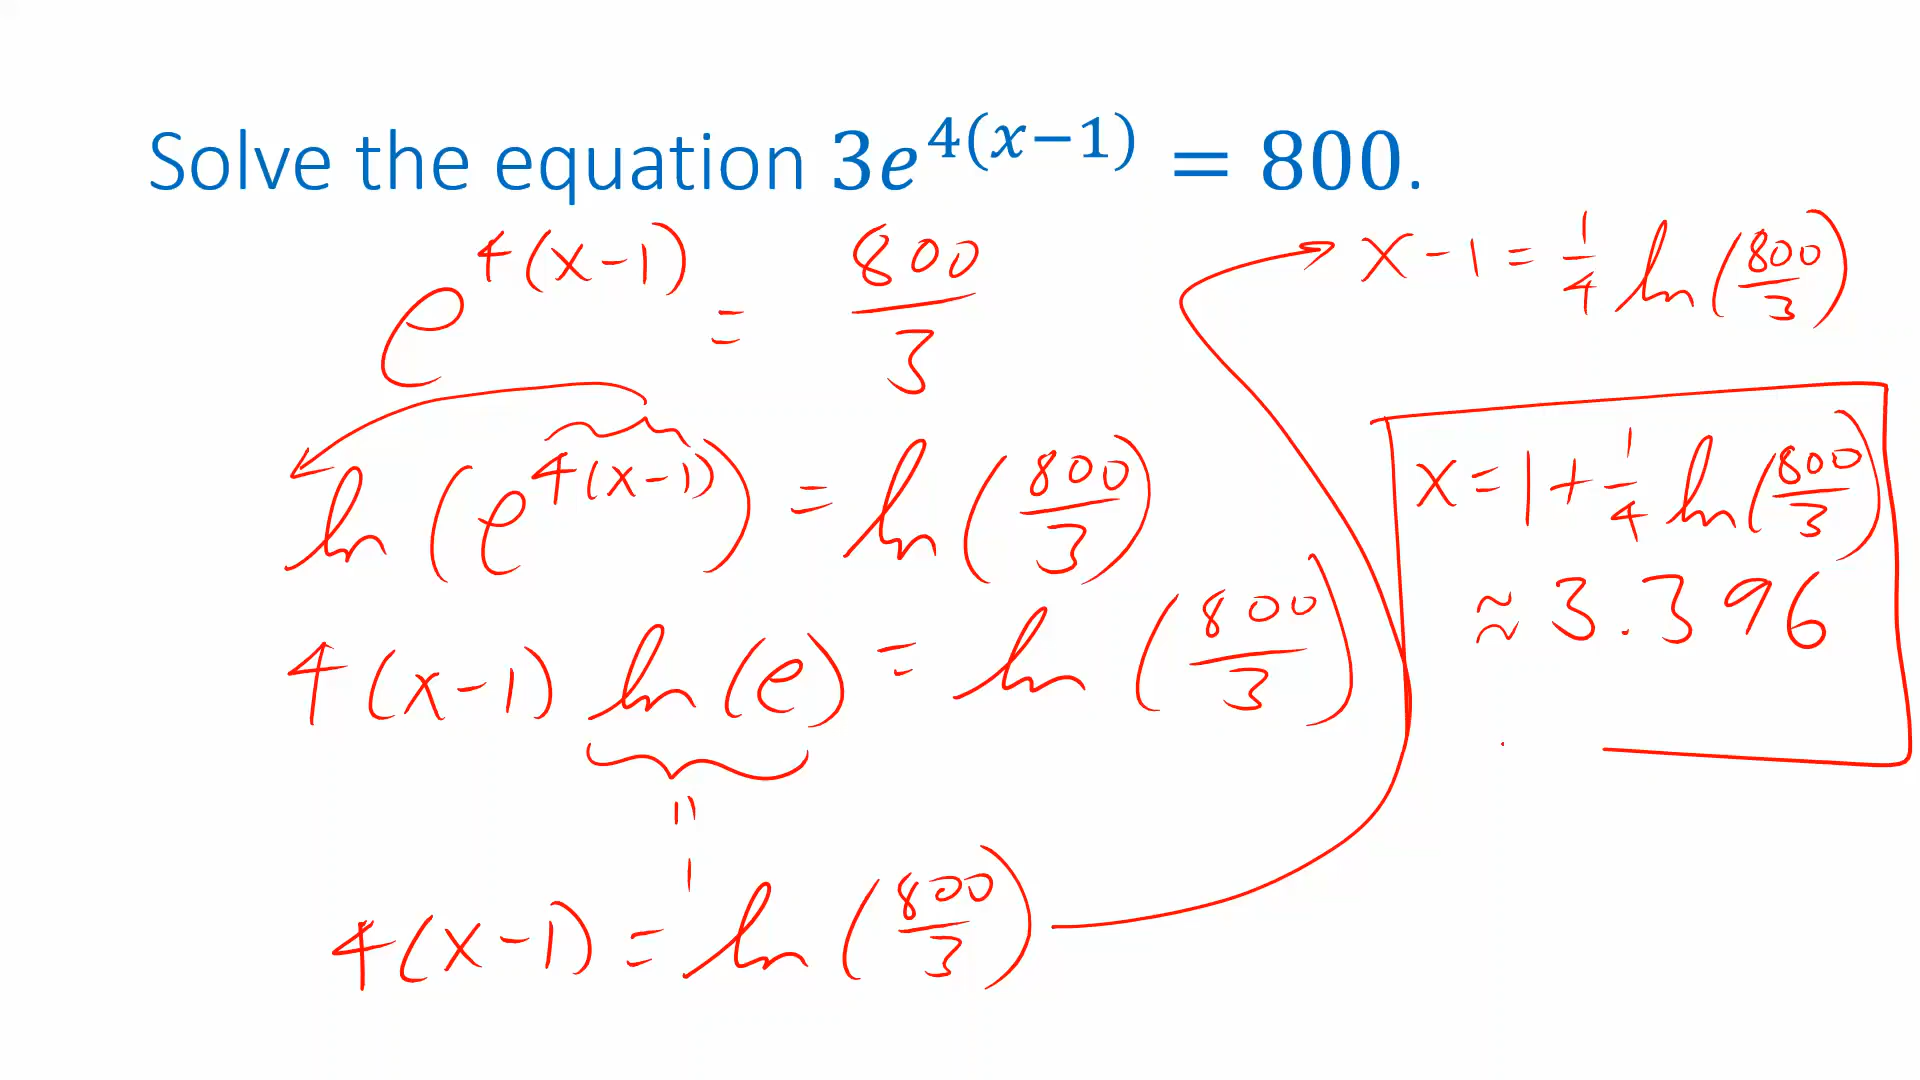 Solve the equation 3e^{4(x−1)} = 800.
e^{4(x-1)} = 800/3
ln(e^{4(x-1)}) = ln(800/3)
4(x-1) ln(e) = ln(800/3)
"
1
4(x-1) = ln(800/3)
x-1 = 1/4 ln(800/3)
x = 1 + 1/4 ln(800/3)
≈ 3.396